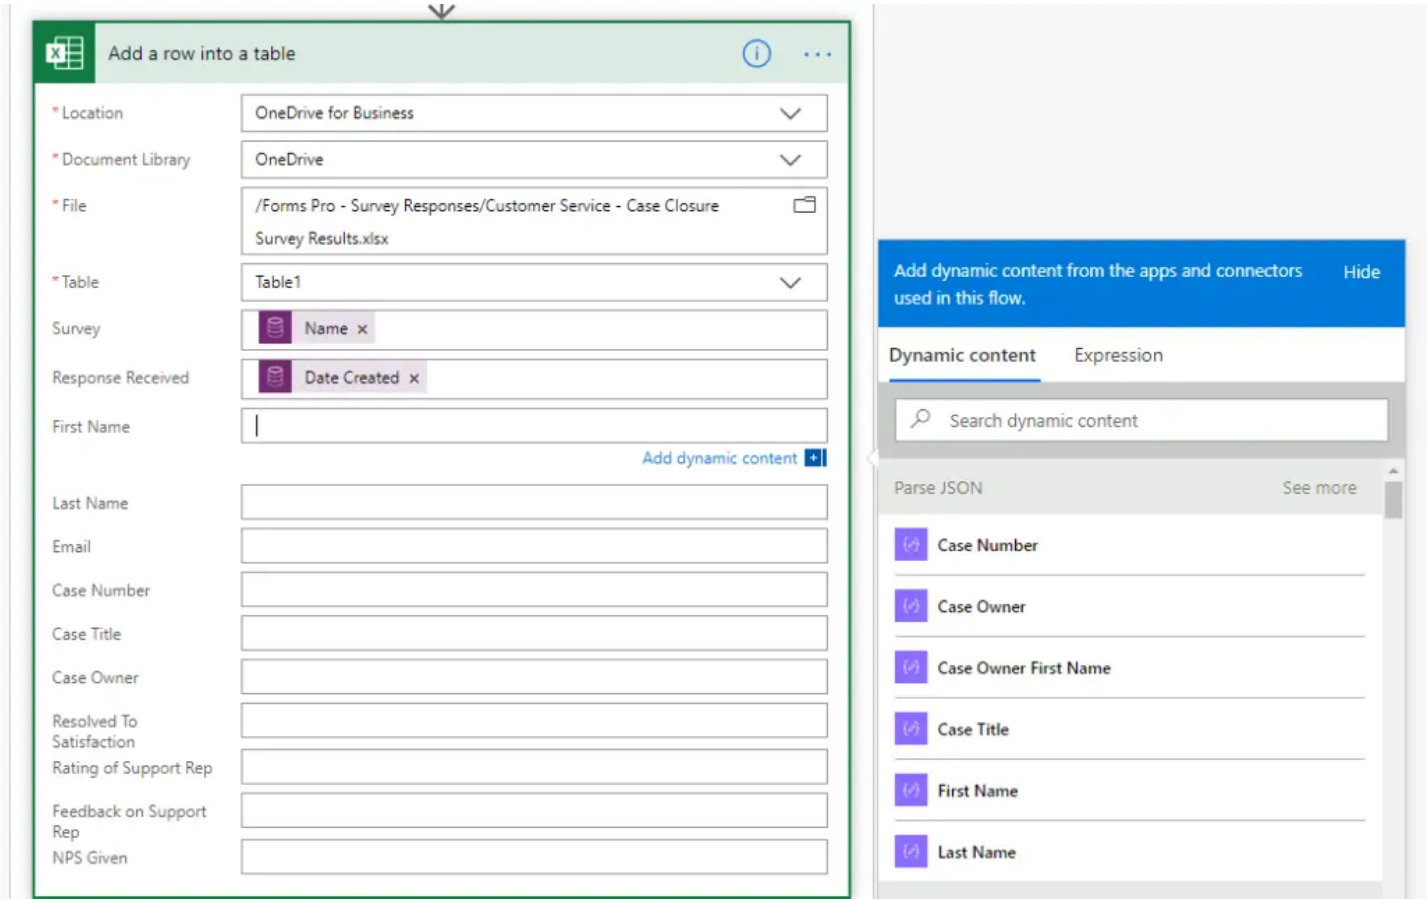 Add a row into a table
* Location
OneDrive for Business
* Document Library
OneDrive
* File
/Forms Pro - Survey Responses/Customer Service - Case Closure
Survey Results.xlsx
* Table
Table1
Survey
Name ×
Response Received
Date Created ×
First Name
Add dynamic content
Last Name
Email
Case Number
Case Title
Case Owner
Resolved To
Satisfaction
Rating of Support Rep
Feedback on Support
Rep
NPS Given
Add dynamic content from the apps and connectors
used in this flow.
Hide
Dynamic content
Expression
Search dynamic content
Parse JSON
See more
Case Number
Case Owner
Case Owner First Name
Case Title
First Name
Last Name